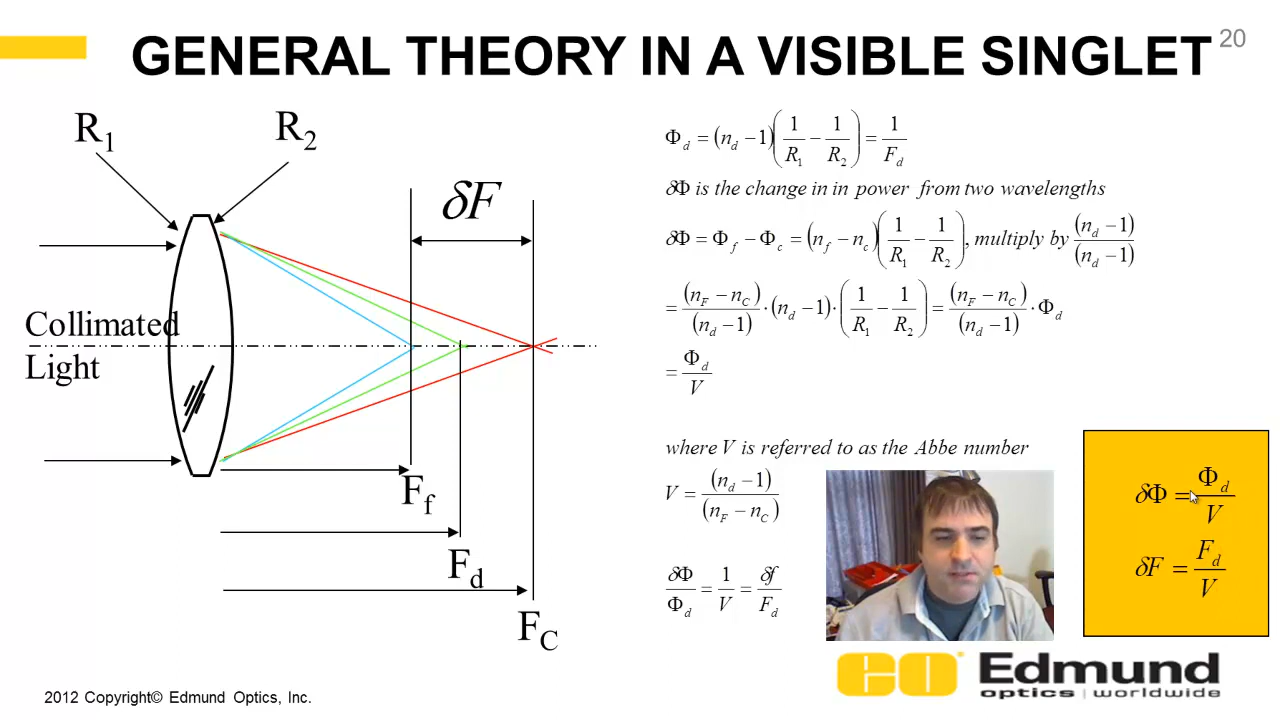 GENERAL THEORY IN A VISIBLE SINGLET
20
R₁
R₂
δF
Collimated
Light
F_f
F_d
F_C
Φ_d = (n_d − 1)(1/R₁ − 1/R₂) = 1/F_d
δΦ is the change in in power from two wavelengths
δΦ = Φ_f − Φ_c = (n_f − n_c)(1/R₁ − 1/R₂), multiply by (n_d − 1)/(n_d − 1)
= (n_F − n_C)/(n_d − 1) · (n_d − 1) · (1/R₁ − 1/R₂) = (n_F − n_C)/(n_d − 1) · Φ_d
= Φ_d/V
where V is referred to as the Abbe number
V = (n_d − 1)/(n_F − n_C)
δΦ/Φ_d = 1/V = δf/F_d
δΦ = Φ_d/V
δF = F_d/V
EO
Edmund
optics | worldwide
2012 Copyright© Edmund Optics, Inc.